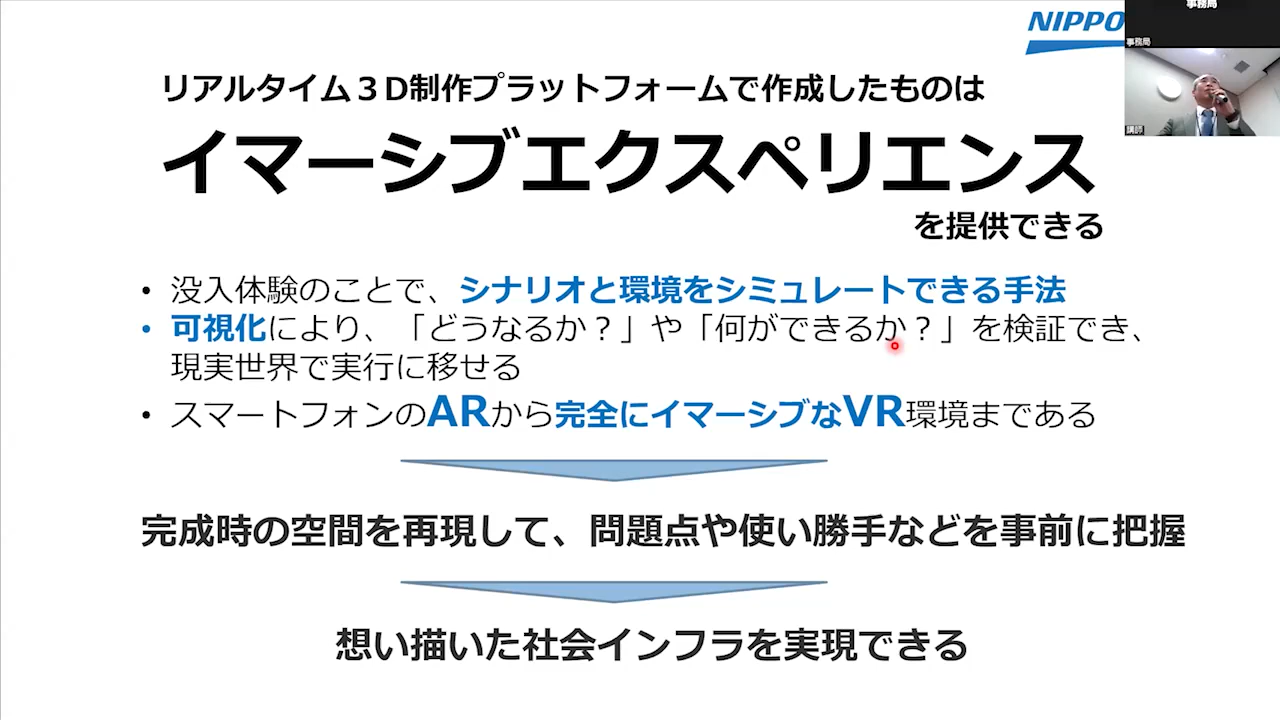 NIPPO
事務局
事務局
講師
リアルタイム３D制作プラットフォームで作成したものは
イマーシブエクスペリエンス
を提供できる
• 没入体験のことで、シナリオと環境をシミュレートできる手法
• 可視化により、「どうなるか？」や「何ができるか？」を検証でき、
現実世界で実行に移せる
• スマートフォンのARから完全にイマーシブなVR環境まである
完成時の空間を再現して、問題点や使い勝手などを事前に把握
想い描いた社会インフラを実現できる